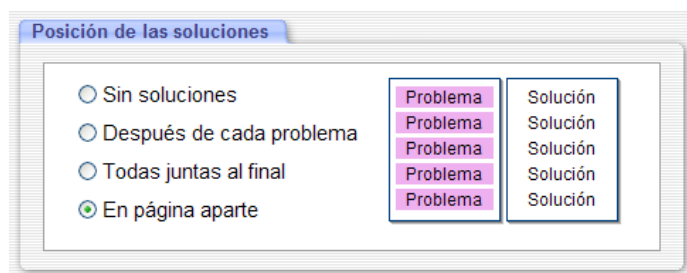 Posición de las soluciones
Sin soluciones
Después de cada problema
Todas juntas al final
En página aparte
Problema Solución
Problema Solución
Problema Solución
Problema Solución
Problema Solución